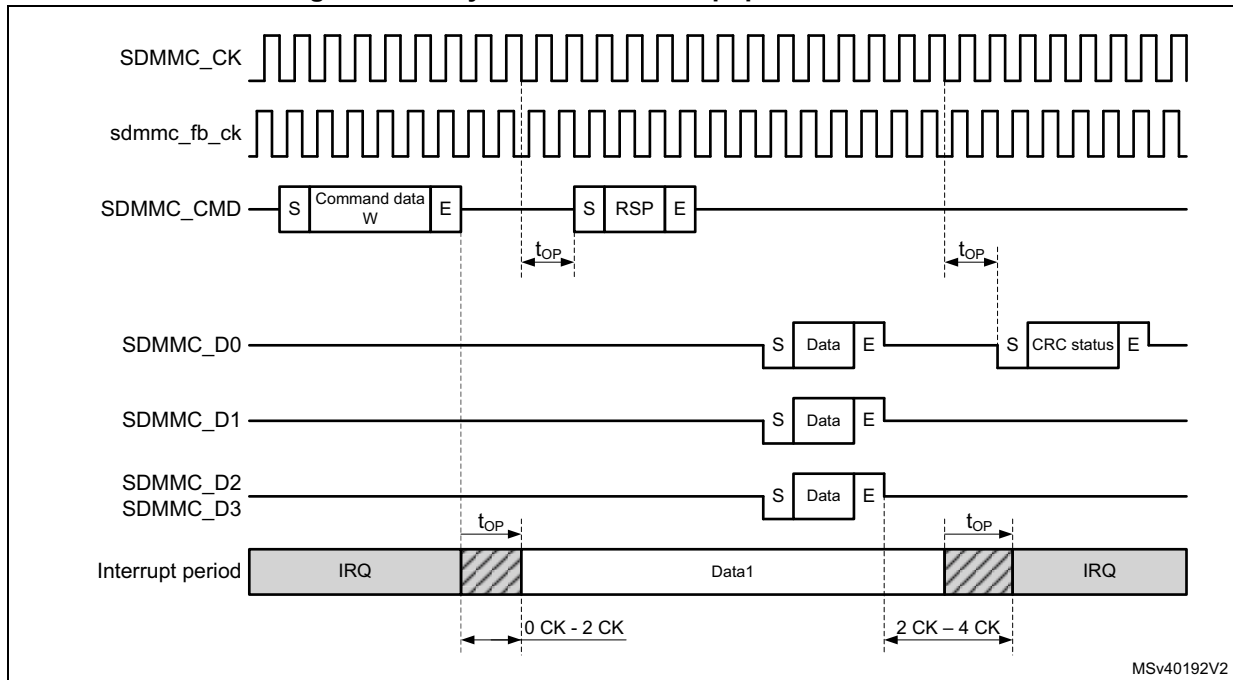 SDMMC_CK
sdmmc_fb_ck
SDMMC_CMD
S
Command data
W
E
S
RSP
E
tOP
tOP
SDMMC_D0
S
Data
E
S
CRC status
E
SDMMC_D1
S
Data
E
SDMMC_D2
SDMMC_D3
S
Data
E
tOP
tOP
Interrupt period
IRQ
Data1
IRQ
0 CK - 2 CK
2 CK – 4 CK
MSv40192V2